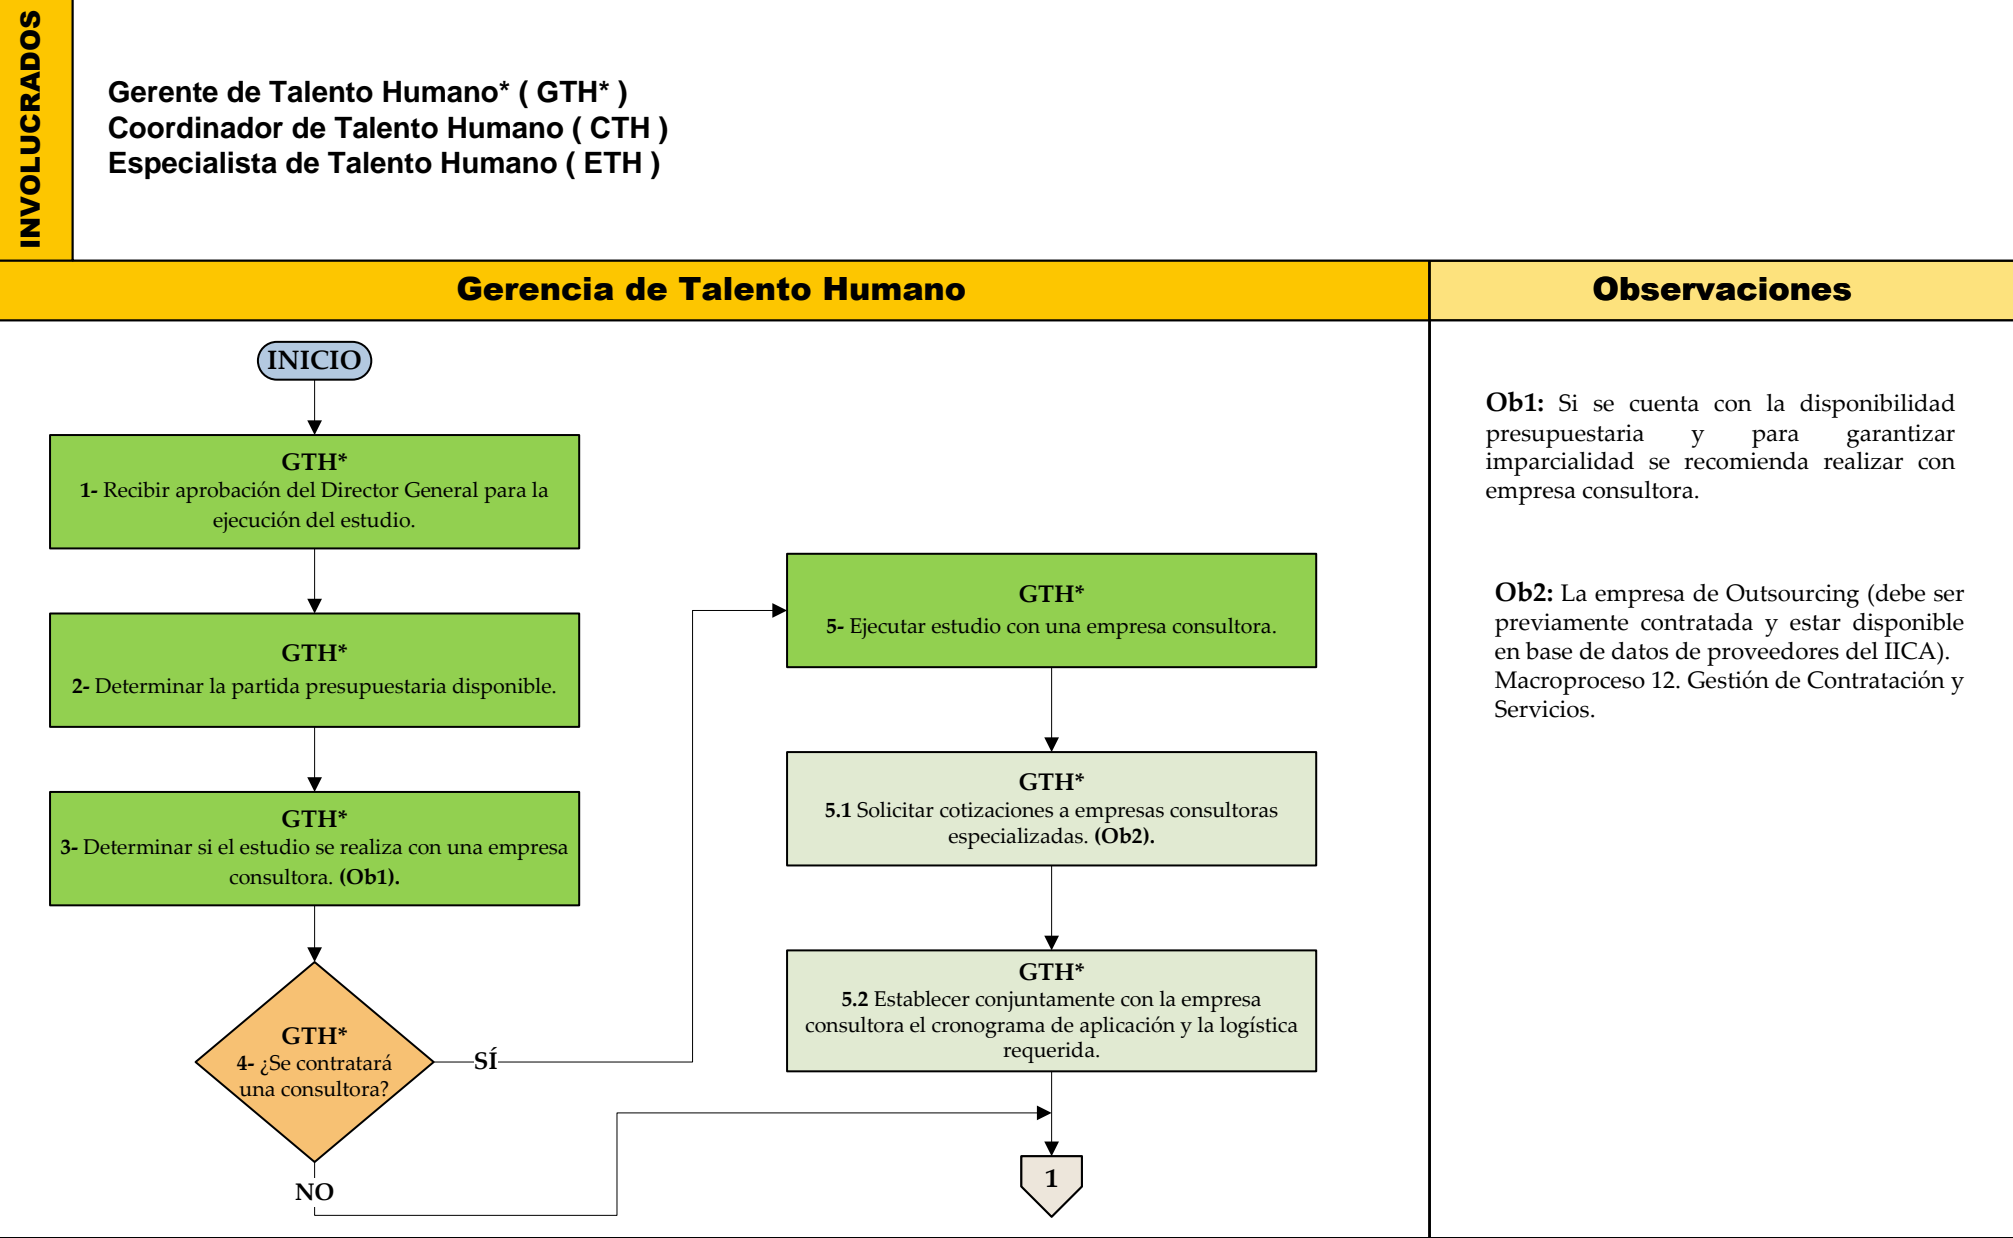 INVOLUCRADOS
Gerente de Talento Humano* ( GTH* )
Coordinador de Talento Humano ( CTH )
Especialista de Talento Humano ( ETH )
Gerencia de Talento Humano
Observaciones
INICIO
GTH*
1- Recibir aprobación del Director General para la
ejecución del estudio.
GTH*
2- Determinar la partida presupuestaria disponible.
GTH*
3- Determinar si el estudio se realiza con una empresa
consultora. (Ob1).
GTH*
4- ¿Se contratará
una consultora?
SÍ
NO
GTH*
5- Ejecutar estudio con una empresa consultora.
GTH*
5.1 Solicitar cotizaciones a empresas consultoras
especializadas. (Ob2).
GTH*
5.2 Establecer conjuntamente con la empresa
consultora el cronograma de aplicación y la logística
requerida.
1
Ob1: Si se cuenta con la disponibilidad
presupuestaria y para garantizar
imparcialidad se recomienda realizar con
empresa consultora.
Ob2: La empresa de Outsourcing (debe ser
previamente contratada y estar disponible
en base de datos de proveedores del IICA).
Macroproceso 12. Gestión de Contratación y
Servicios.